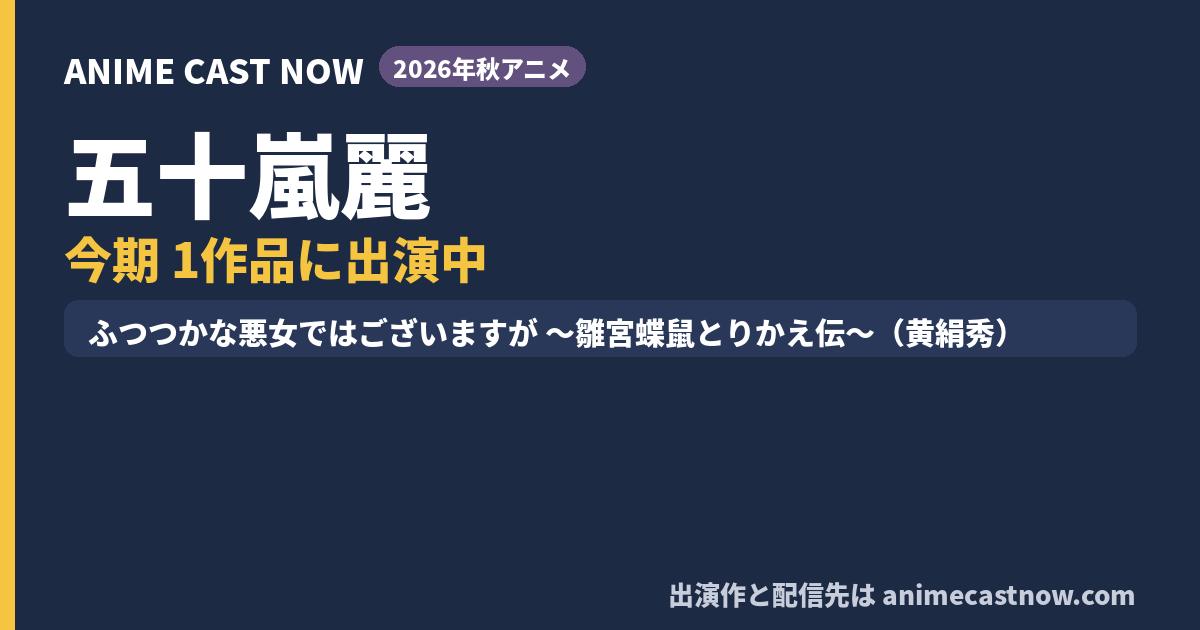 ANIME CAST NOW 2026年秋アニメ
五十嵐麗
今期 1作品に出演中
ふつつかな悪女ではございますが ～雛宮蝶鼠とりかえ伝～（黄絹秀）
出演作と配信先は animecastnow.com